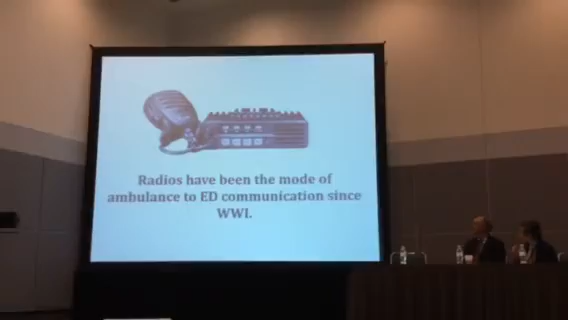 Radios have been the mode of
ambulance to ED communication since
WWI.